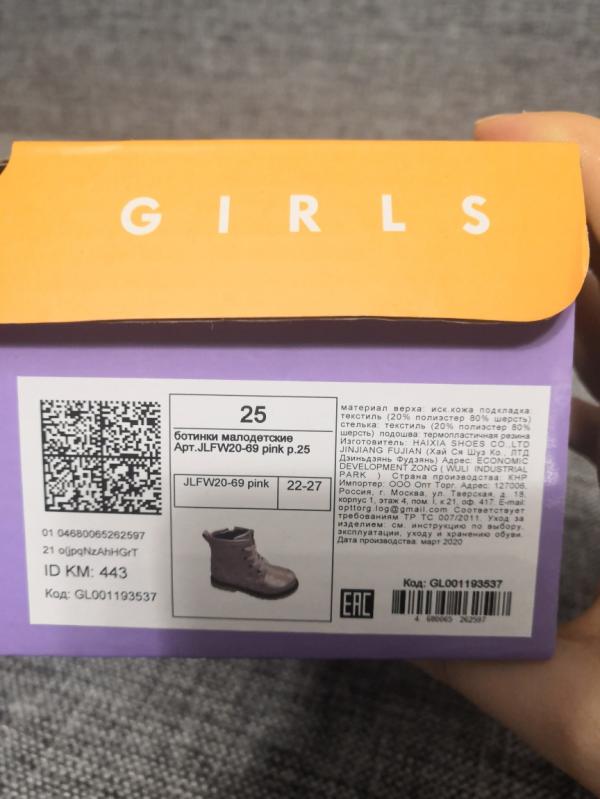 GIRLS
25
ботинки малодетские
Арт.JLFW20-69 pink р.25
JLFW20-69 pink
22-27
01 04680065262597
21 o(jpqNzAhHGrT
ID KM: 443
Код: GL001193537
материал верха: иск.кожа подкладка
текстиль (20% полиэстер 80% шерсть)
стелька: текстиль (20% полиэстер 80%
шерсть) подошва термопластичная резина
Изготовитель: HAIXIA SHOES CO.,LTD
JINJIANG FUJIAN (Хай Ся Шуз Ко., ЛТД
Дзиньдзянь Фудзянь) Адрес: ECONOMIC
DEVELOPMENT ZONG ( WULI INDUSTRIAL
PARK ) Страна производства: КНР
Импортер: ООО Опт Торг. Адрес: 127006,
Россия, г. Москва, ул. Тверская, д. 18,
корпус 1, этаж 4, пом. I, к 21, оф. 417. E-mail:
opttorg.log@gmail.com Соответствует
требованиям ТР ТС 007/2011. Уход за
изделием: см. инструкцию по выбору,
эксплуатации, уходу и хранению обуви.
Дата производства: март 2020
EAC
Код: GL001193537
4 680065 262597